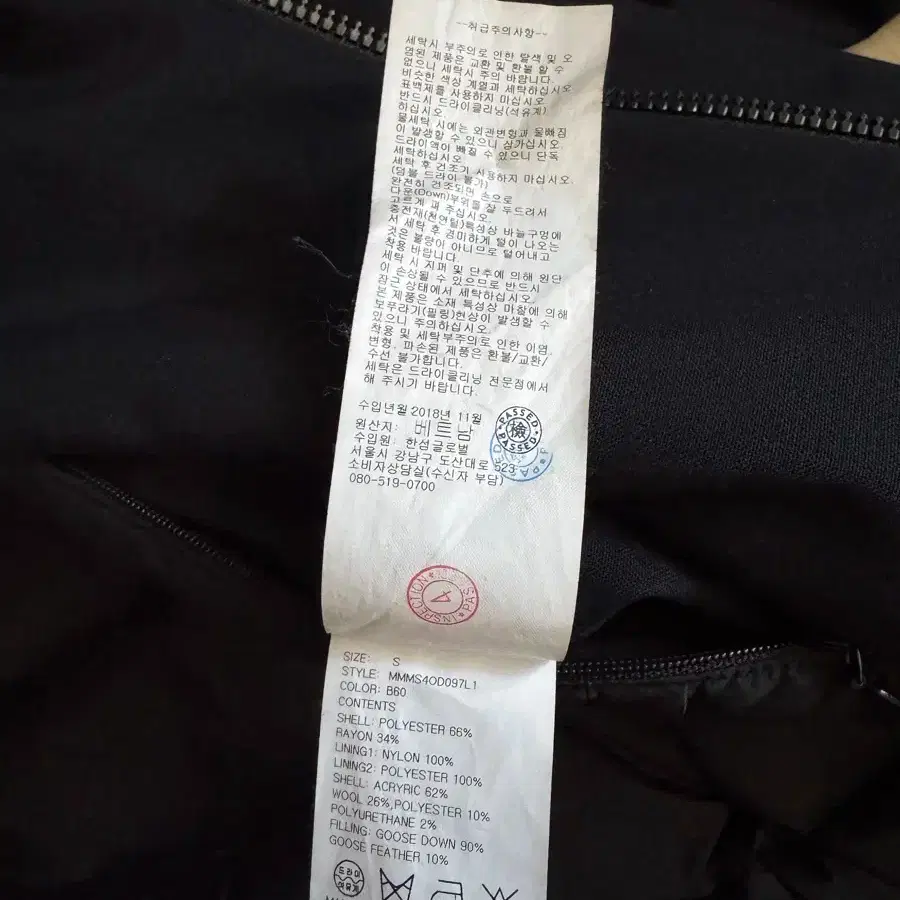 --취급주의사항--
세탁시 부주의로 인한 탈색 및 오
염된 제품은 교환 및 환불 할 수
없으니 세탁시 주의 바랍니다.
비슷한 색상 계열과 세탁하십시오
표백제를 사용하지 마십시오
반드시 드라이클리닝(석유계)
하십시오.
물세탁 시에는 외관변형과 물빠짐
이 발생할 수 있으니 삼가십시오.
드라이액이 빠질 수 있으니 단독
세탁하십시오.
세탁 후 건조기 사용하지 마십시오.
(텀블 드라이 불가)
완전히 건조되면 손으로
다운(Down)부위를 잘 두드려서
고르게 펴 주십시오.
충전재(천연털)특성상 바늘구멍에
서 세탁 후 경미하게 털이 나오는
것은 불량이 아니므로 털어내고
착용 바랍니다.
세탁 시 지퍼 및 단추에 의해 원단
이 손상될 수 있으므로 반드시
잠근 상태에서 세탁하십시오.
본 제품은 소재 특성상 마찰에 의해
보푸라기(필링)현상이 발생할 수
있으니 주의하십시오.
착용 및 세탁부주의로 인한 이염,
변형, 파손된 제품은 환불/교환/
수선 불가합니다.
세탁은 드라이클리닝 전문점에서
해 주시기 바랍니다.
수입년월 2018년 11월
원산지: 베트남
수입원: 한섬글로벌
서울시 강남구 도산대로 523
소비자상담실(수신자 부담)
080-519-0700
PASSED
檢
PASSED
INSPECTION
4
SIZE: S
STYLE: MMMS4OD097L1
COLOR: B60
CONTENTS
SHELL: POLYESTER 66%
RAYON 34%
LINING1: NYLON 100%
LINING2: POLYESTER 100%
SHELL: ACRYRIC 62%
WOOL 26%,POLYESTER 10%
POLYURETHANE 2%
FILLING: GOOSE DOWN 90%
GOOSE FEATHER 10%
드라이
석유계